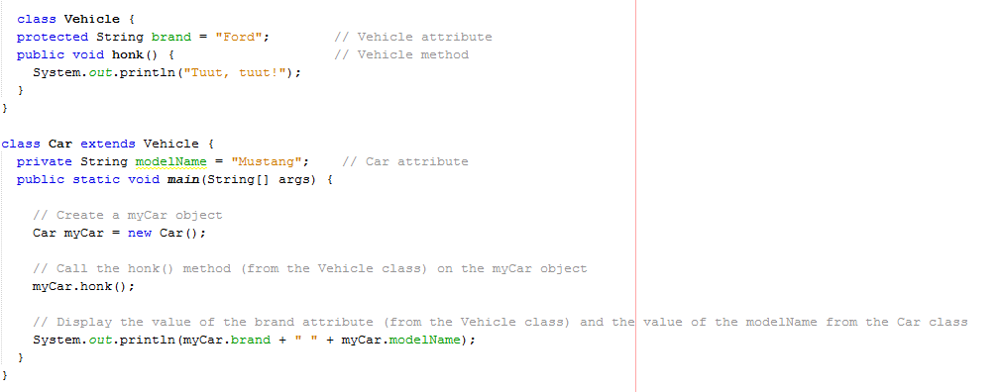 class Vehicle {
protected String brand = "Ford";        // Vehicle attribute
public void honk() {                    // Vehicle method
  System.out.println("Tuut, tuut!");
}
}
class Car extends Vehicle {
private String modelName = "Mustang";    // Car attribute
public static void main(String[] args) {
// Create a myCar object
Car myCar = new Car();
// Call the honk() method (from the Vehicle class) on the myCar object
myCar.honk();
// Display the value of the brand attribute (from the Vehicle class) and the value of the modelName from the Car class
System.out.println(myCar.brand + " " + myCar.modelName);
}
}